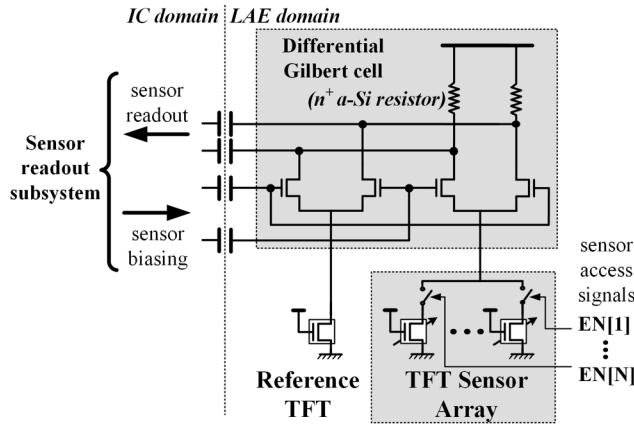 IC domain LAE domain
Differential
Gilbert cell
(n+ a-Si resistor)
sensor
readout
Sensor
readout
subsystem
sensor
biasing
sensor
access
signals
EN[1]
EN[N]
Reference
TFT
TFT Sensor
Array